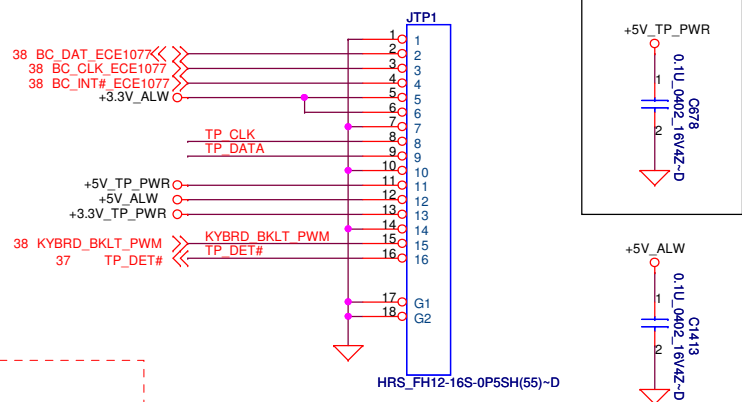 JTP1
1 1
38 BC_DAT_ECE1077 2 2
38 BC_CLK_ECE1077 3 3
38 BC_INT#_ECE1077 4 4
+3.3V_ALW 5 5
6 6
7 7
TP_CLK 8 8
TP_DATA 9 9
10 10
+5V_TP_PWR 11 11
+5V_ALW 12 12
+3.3V_TP_PWR 13 13
14 14
38 KYBRD_BKLT_PWM KYBRD_BKLT_PWM 15 15
37 TP_DET# TP_DET# 16 16
17 G1
18 G2
HRS_FH12-16S-0P5SH(55)~D
+5V_TP_PWR
1
2
C678
0.1U_0402_16V4Z~D
+5V_ALW
1
2
C1413
0.1U_0402_16V4Z~D